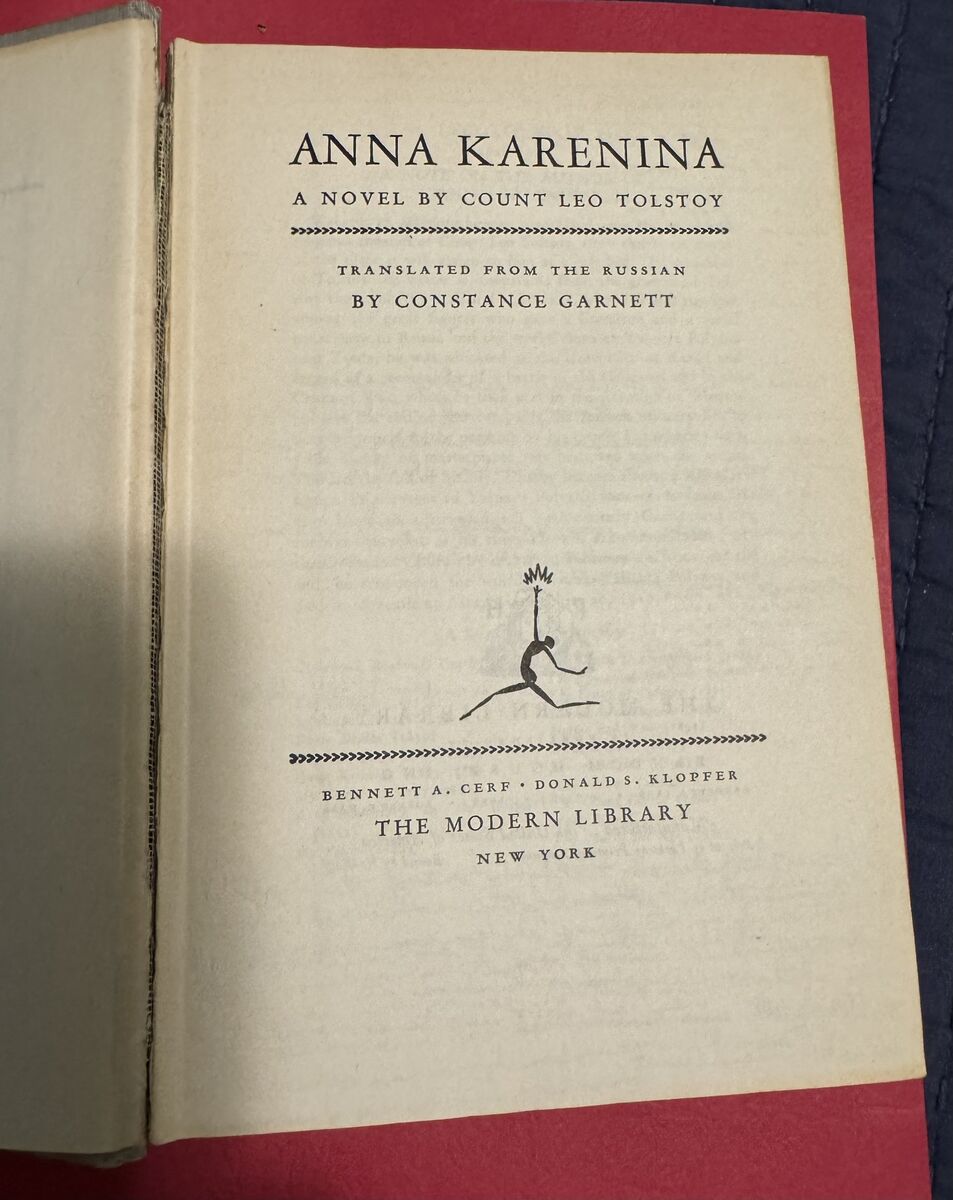 ANNA KARENINA
A NOVEL BY COUNT LEO TOLSTOY
TRANSLATED FROM THE RUSSIAN
BY CONSTANCE GARNETT
BENNETT A. CERF • DONALD S. KLOPFER
THE MODERN LIBRARY
NEW YORK